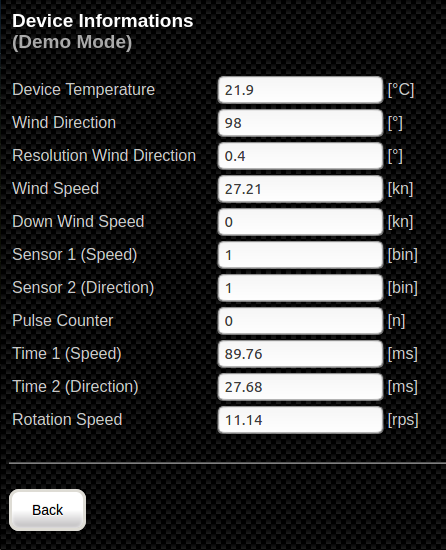 Device Informations
(Demo Mode)
Device Temperature 21.9 [°C]
Wind Direction 98 [°]
Resolution Wind Direction 0.4 [°]
Wind Speed 27.21 [kn]
Down Wind Speed 0 [kn]
Sensor 1 (Speed) 1 [bin]
Sensor 2 (Direction) 1 [bin]
Pulse Counter 0 [n]
Time 1 (Speed) 89.76 [ms]
Time 2 (Direction) 27.68 [ms]
Rotation Speed 11.14 [rps]
Back